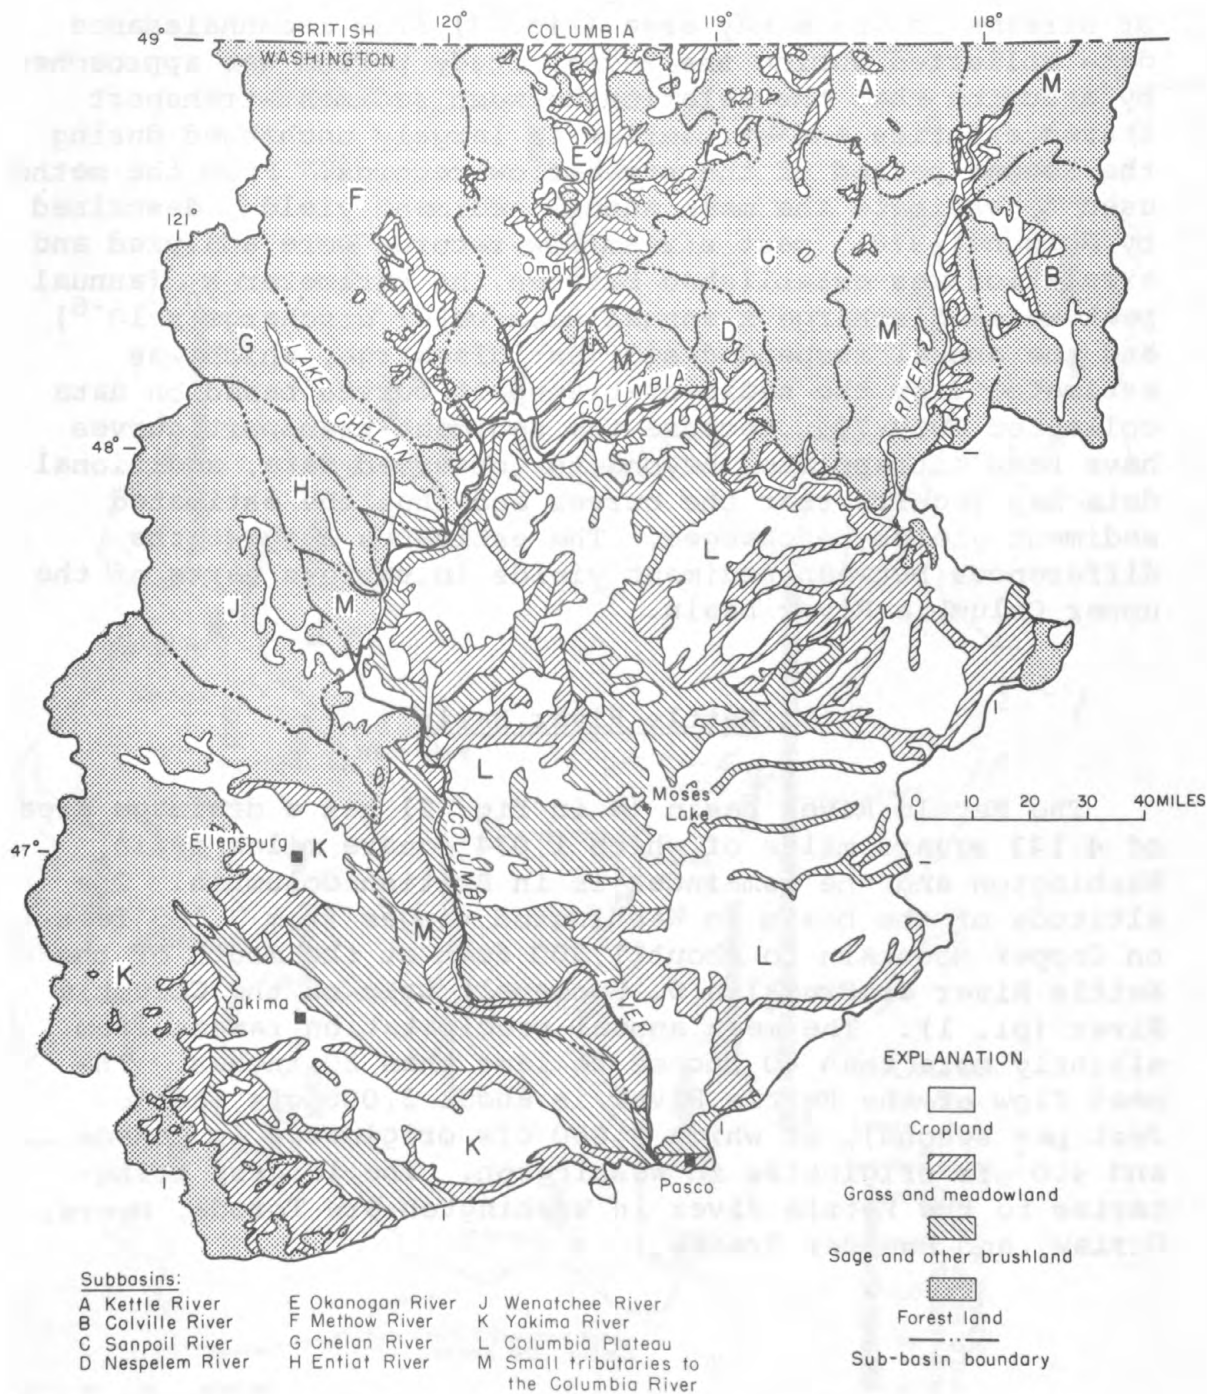 120°
119°
118°
49°
BRITISH
COLUMBIA
WASHINGTON
A
M
E
F
121°
C
B
Omak
G
D
M
M
LAKE CHELAN
COLUMBIA
RIVER
48°
H
L
J
M
L
Moses
Lake
0 10 20 30 40 MILES
COLUMBIA
Ellensburg
K
47°
M
L
K
RIVER
Yakima
K
Pasco
EXPLANATION
Cropland
Grass and meadowland
Sage and other brushland
Forest land
Sub-basin boundary
Subbasins:
A Kettle River
B Colville River
C Sanpoil River
D Nespelem River
E Okanogan River
F Methow River
G Chelan River
H Entiat River
J Wenatchee River
K Yakima River
L Columbia Plateau
M Small tributaries to
the Columbia River